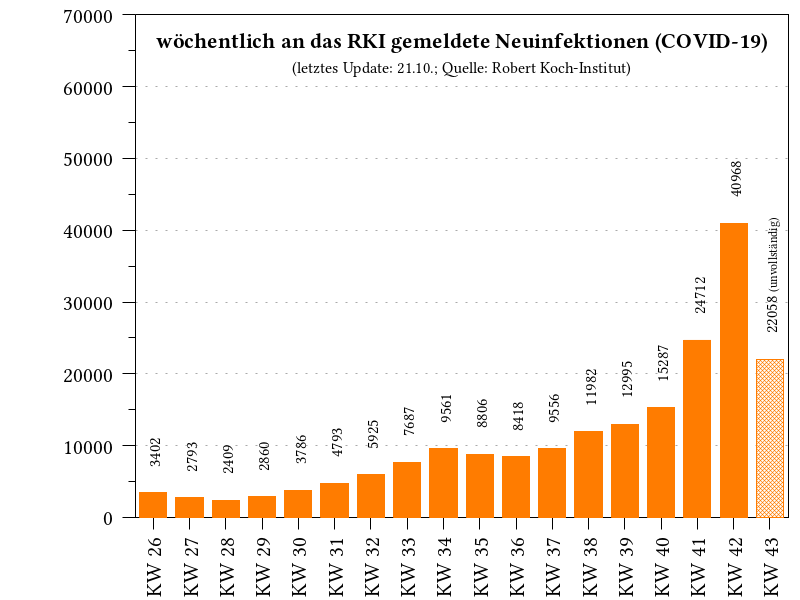 wöchentlich an das RKI gemeldete Neuinfektionen (COVID-19)
(letztes Update: 21.10.; Quelle: Robert Koch-Institut)
70000
60000
50000
40000
30000
20000
10000
0
3402
2793
2409
2860
3786
4793
5925
7687
9561
8806
8418
9556
11982
12995
15287
24712
40968
22058 (unvollständig)
KW 26
KW 27
KW 28
KW 29
KW 30
KW 31
KW 32
KW 33
KW 34
KW 35
KW 36
KW 37
KW 38
KW 39
KW 40
KW 41
KW 42
KW 43